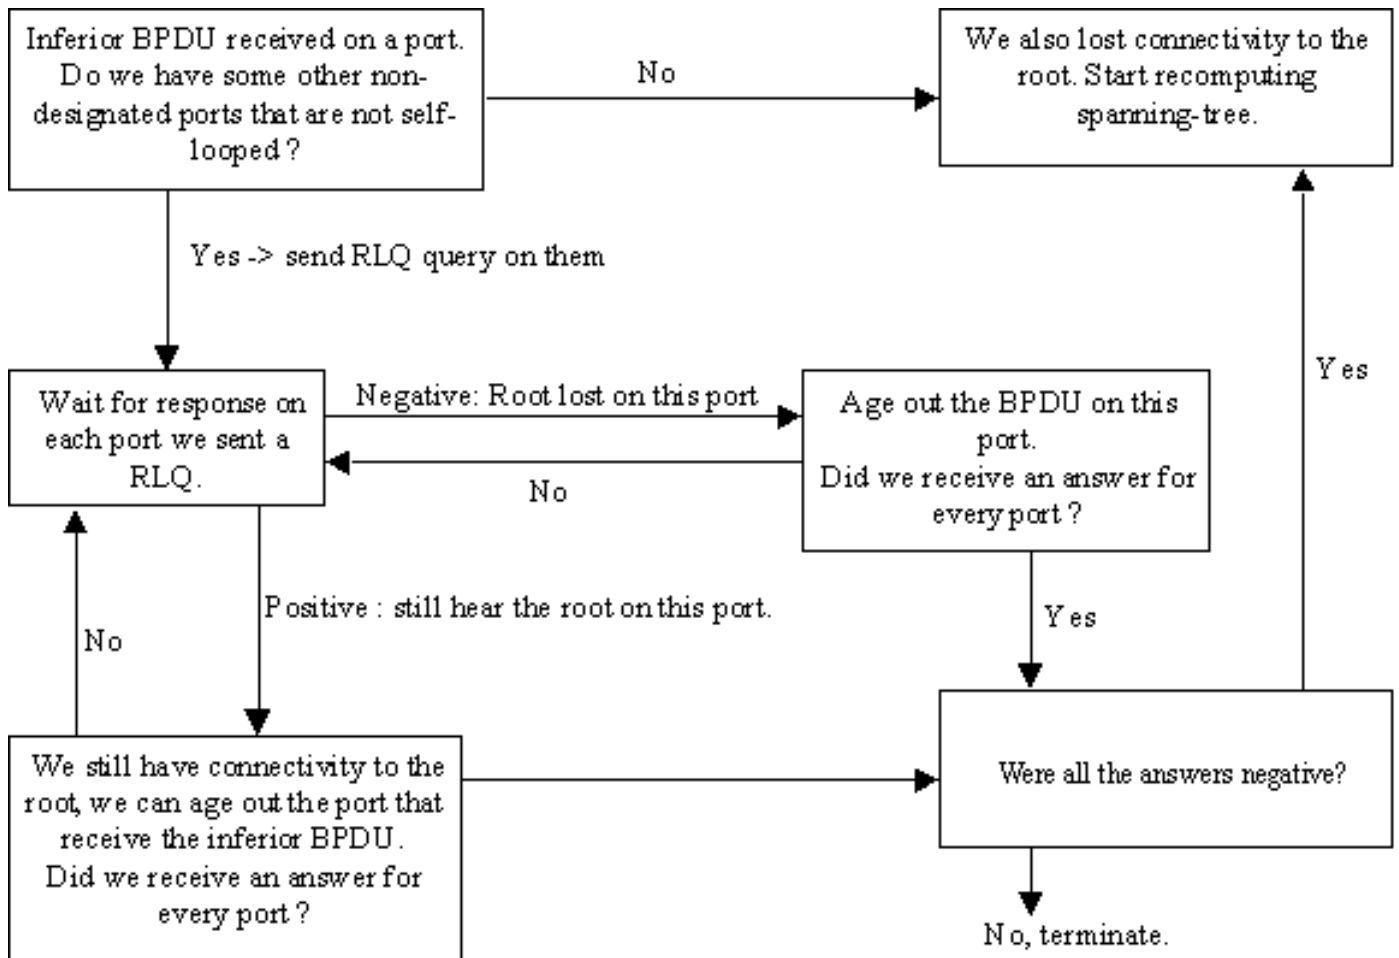 Inferior BPDU received on a port.
Do we have some other non-
designated ports that are not self-
looped ?
No
We also lost connectivity to the
root. Start recomputing
spanning-tree.
Yes -> send RLQ query on them
Yes
Wait for response on
each port we sent a
RLQ.
Negative: Root lost on this port
No
Age out the BPDU on this
port.
Did we receive an answer for
every port ?
No
Positive : still hear the root on this port.
Yes
We still have connectivity to the
root, we can age out the port that
receive the inferior BPDU.
Did we receive an answer for
every port ?
Were all the answers negative?
No, terminate.